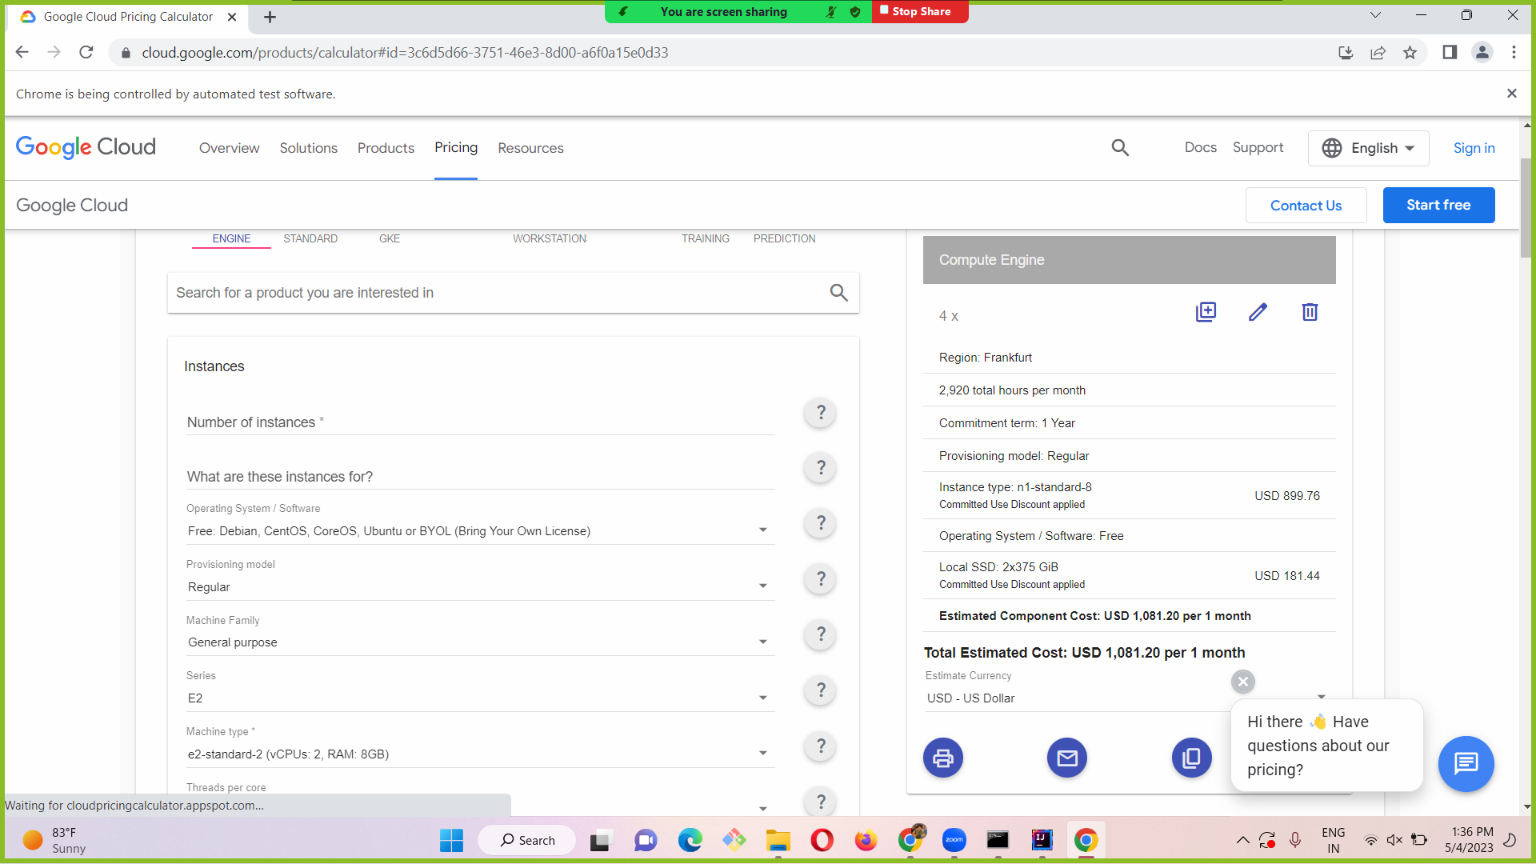 Google Cloud Pricing Calculator
You are screen sharing
Stop Share
cloud.google.com/products/calculator#id=3c6d5d66-3751-46e3-8d00-a6f0a15e0d33
Chrome is being controlled by automated test software.
Google Cloud
Overview
Solutions
Products
Pricing
Resources
Docs
Support
English
Sign in
Google Cloud
Contact Us
Start free
ENGINE
STANDARD
GKE
WORKSTATION
TRAINING
PREDICTION
Search for a product you are interested in
Instances
Number of instances *
?
What are these instances for?
?
Operating System / Software
Free: Debian, CentOS, CoreOS, Ubuntu or BYOL (Bring Your Own License)
?
Provisioning model
Regular
?
Machine Family
General purpose
?
Series
E2
?
Machine type *
e2-standard-2 (vCPUs: 2, RAM: 8GB)
?
Threads per core
?
Compute Engine
4 x
Region: Frankfurt
2,920 total hours per month
Commitment term: 1 Year
Provisioning model: Regular
Instance type: n1-standard-8
Committed Use Discount applied
USD 899.76
Operating System / Software: Free
Local SSD: 2x375 GiB
Committed Use Discount applied
USD 181.44
Estimated Component Cost: USD 1,081.20 per 1 month
Total Estimated Cost: USD 1,081.20 per 1 month
Estimate Currency
USD - US Dollar
Hi there 👋 Have
questions about our
pricing?
Waiting for cloudpricingcalculator.appspot.com...
83°F
Sunny
Search
zoom
IJ
ENG
IN
1:36 PM
5/4/2023